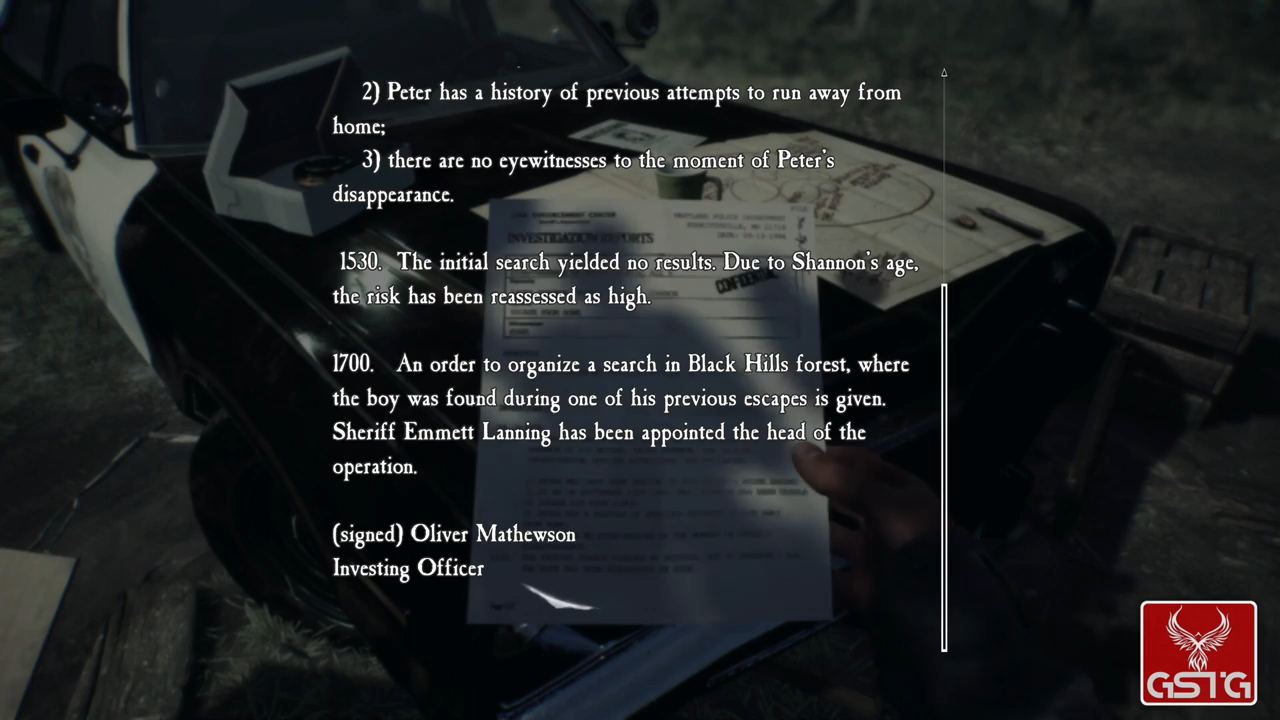 2) Peter has a history of previous attempts to run away from
home;
3) there are no eyewitnesses to the moment of Peter's
disappearance.
1530. The initial search yielded no results. Due to Shannon's age,
the risk has been reassessed as high.
1700. An order to organize a search in Black Hills forest, where
the boy was found during one of his previous escapes is given.
Sheriff Emmett Lanning has been appointed the head of the
operation.
(signed) Oliver Mathewson
Investing Officer
INVESTIGATION REPORTS
CONFIDENTIAL
GSTG